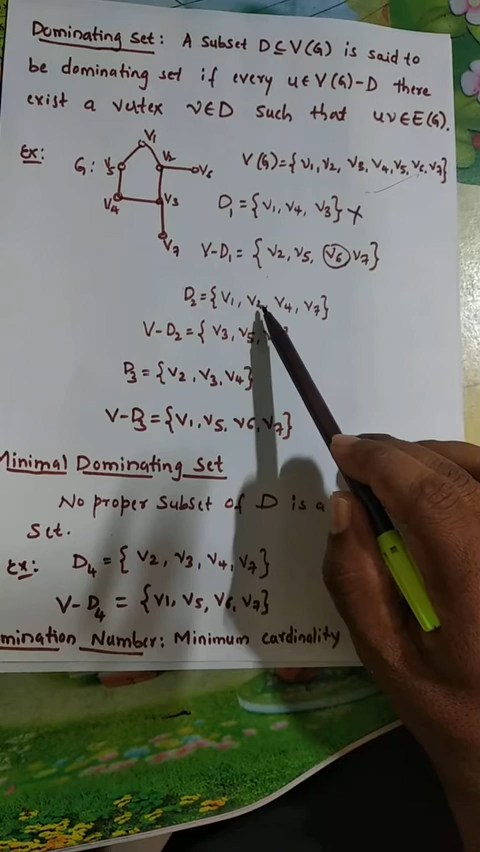 Dominating Set: A subset D⊆V(G) is said to
be dominating set if every u∈V(G)-D there
exist a vertex v∈D such that uv∈E(G).
Ex:
G:
V1
V5
V2
V6
V4
V3
V7
V(G)={V1,V2, V3, V4, V5, V6, V7}
D1={V1, V4, V3} ×
V-D1= {V2, V5, V6 V7}
D2={V1, V2, V4, V7}
V-D2={ V3, V5,
D3={V2, V3, V4}
V-D3={V1, V5, V6, V7}
Minimal Dominating Set
No proper subset of D is a
Set.
Ex: D4={ V2, V3, V4, V7}
V-D4 = {V1, V5, V6, V7}
mination Number: Minimum cardinality